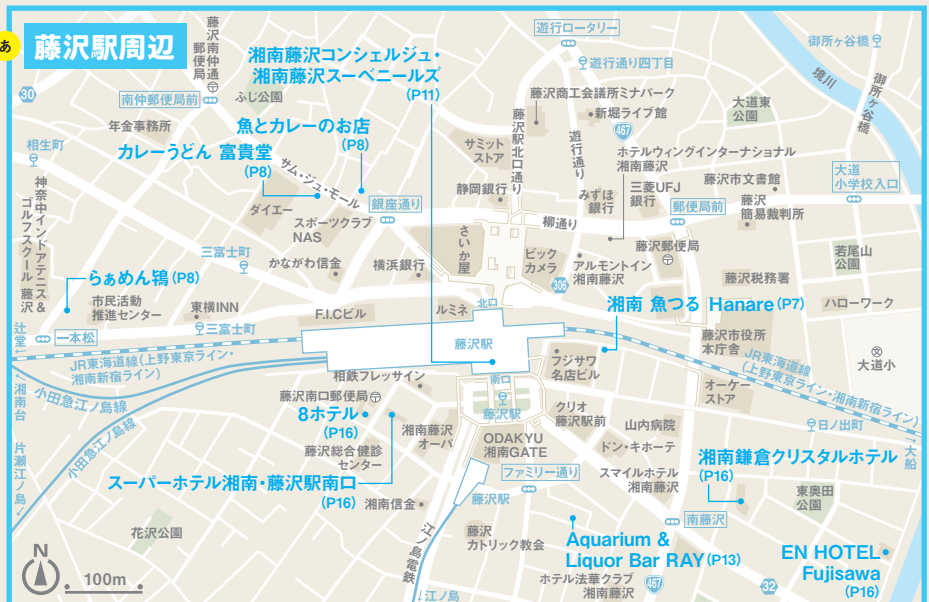 あ
藤沢駅周辺
30
藤沢南仲通
郵便局
南仲郵便局前
ふじ公園
年金事務所
相生町
湘南藤沢コンシェルジュ・
湘南藤沢スーベニールズ
(P11)
魚とカレーのお店
(P8)
カレーうどん 富貴堂
(P8)
サム・ジュ・モール
遊行ロータリー
遊行通り四丁目
藤沢商工会議所ミナパーク
新堀ライブ館
藤沢駅北口通り
遊行通り
467
サミット
ストア
ホテルウィングインターナショナル
湘南藤沢
静岡銀行
みずほ
銀行
三菱UFJ
銀行
御所ヶ谷橋
境川
御所ヶ谷橋
大道東
公園
大道
小学校入口
藤沢市文書館
郵便局前
藤沢
簡易裁判所
柳通り
銀座通り
ダイエー
スポーツクラブ
NAS
神奈中インドアテニス&
ゴルフスクール 藤沢
三富士町
かながわ信金
横浜銀行
さいか屋
ビック
カメラ
アルモントイン
湘南藤沢
藤沢郵便局
306
若尾山
公園
藤沢税務署
ハローワーク
らぁめん鴇(P8)
市民活動
推進センター
東横INN
三富士町
F.I.Cビル
ルミネ
北口
湘南 魚つる Hanare(P7)
辻堂
一本松
藤沢駅
フジサワ
名店ビル
藤沢市役所
本庁舎
大道小
JR東海道線(上野東京ライン・
湘南新宿ライン)
JR東海道線
(上野東京ライン・湘南新宿ライン)
湘南台
小田急江ノ島線
小田急江ノ島線
片瀬江ノ島
相鉄フレッサイン
藤沢南口郵便局
8ホテル
(P16)
南口
藤沢駅
クリオ
藤沢駅前
オーケー
ストア
山内病院
日ノ出町
大船
湘南藤沢
オーパ
ODAKYU
湘南GATE
ドン・キホーテ
藤沢総合健診
センター
スーパーホテル湘南・藤沢駅南口
(P16)
ファミリー通り
スマイルホテル
湘南藤沢
湘南鎌倉クリスタルホテル
(P16)
藤沢駅
湘南信金
東奥田
公園
南藤沢
花沢公園
藤沢
カトリック教会
江ノ島電鉄
Aquarium &
Liquor Bar RAY(P13)
EN HOTEL
Fujisawa
(P16)
N
100m
江ノ島
ホテル法華クラブ
湘南藤沢
467
32